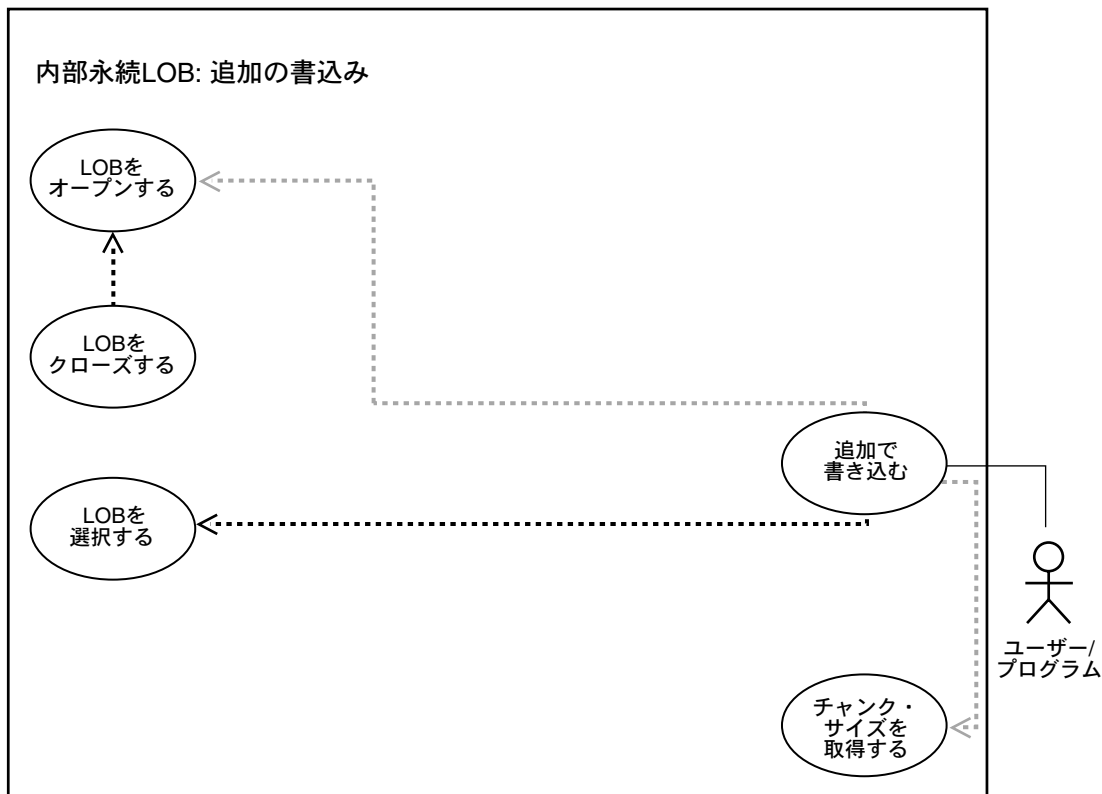 内部永続LOB: 追加の書込み
LOBを
オープンする
LOBを
クローズする
追加で
書き込む
LOBを
選択する
ユーザー/
プログラム
チャンク・
サイズを
取得する